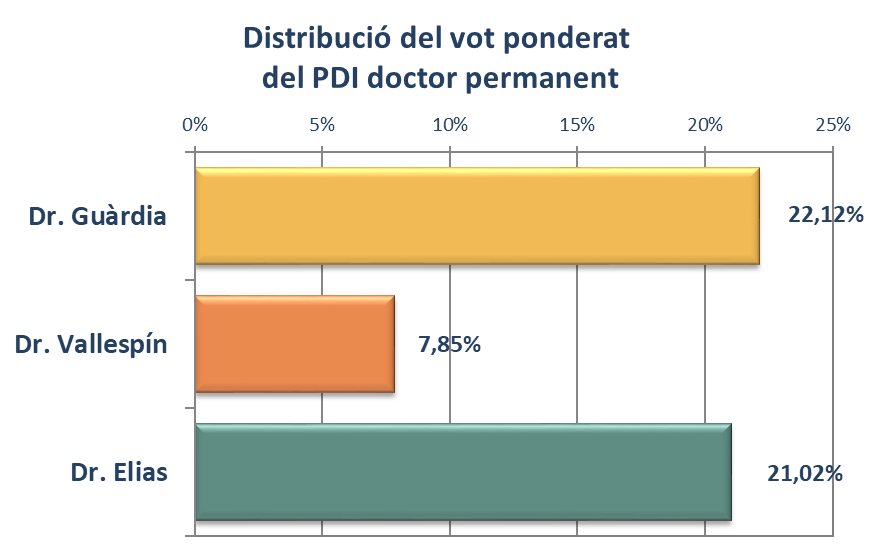 Distribució del vot ponderat
del PDI doctor permanent
0% 5% 10% 15% 20% 25%
Dr. Guàrdia 22,12%
Dr. Vallespín 7,85%
Dr. Elias 21,02%